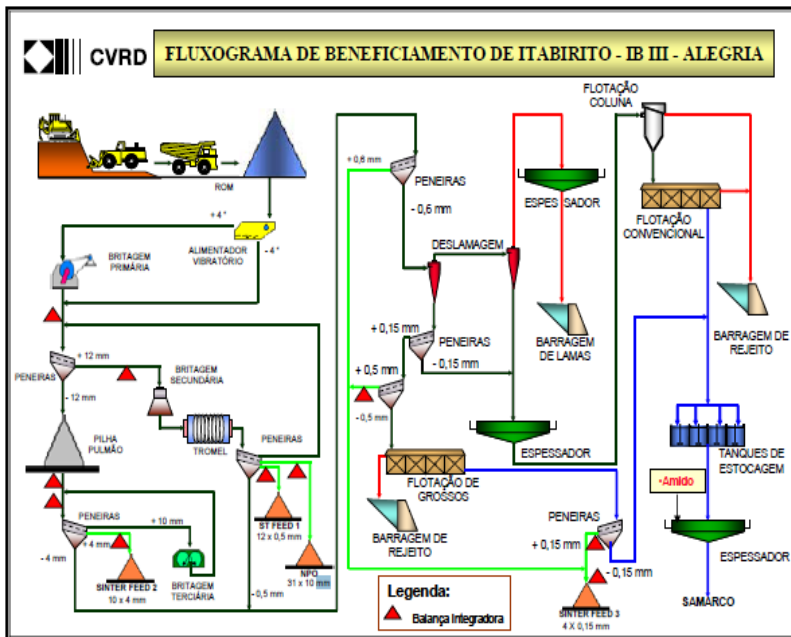 CVRD
FLUXOGRAMA DE BENEFICIAMENTO DE ITABIRITO - IB III - ALEGRIA
ROM
+ 4 "
- 4 "
ALIMENTADOR
VIBRATÓRIO
BRITAGEM
PRIMÁRIA
PENEIRAS
+ 12 mm
- 12 mm
BRITAGEM
SECUNDÁRIA
TROMEL
PENEIRAS
PILHA
PULMÃO
PENEIRAS
+ 10 mm
- 4 mm
+ 4 mm
SINTER FEED 2
10 x 4 mm
BRITAGEM
TERCIÁRIA
ST FEED 1
12 x 0,5 mm
NPO
31 x 10 mm
- 0,5 mm
+ 0,6 mm
PENEIRAS
- 0,6 mm
DESLAMAGEM
ESPESSADOR
BARRAGEM
DE LAMAS
+ 0,15 mm
PENEIRAS
- 0,15 mm
+ 0,5 mm
- 0,5 mm
ESPESSADOR
FLOTAÇÃO DE
GROSSOS
BARRAGEM DE
REJEITO
FLOTAÇÃO
COLUNA
FLOTAÇÃO
CONVENCIONAL
BARRAGEM DE
REJEITO
TANQUES DE
ESTOCAGEM
•Amido
ESPESSADOR
SAMARCO
PENEIRAS
+ 0,15 mm
- 0,15 mm
SINTER FEED 3
4 X 0,15 mm
Legenda:
Balança Integradora